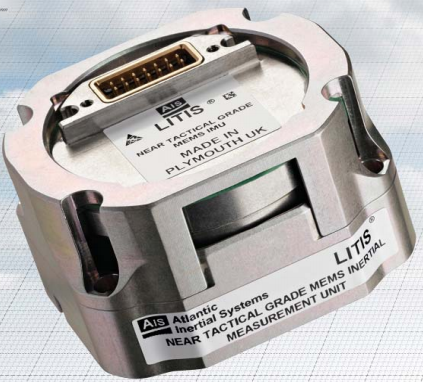 AIS
LITIS ®
NEAR TACTICAL GRADE
MEMS IMU
MADE IN
PLYMOUTH UK
LITIS ®
AIS Atlantic
Inertial Systems
NEAR TACTICAL GRADE MEMS INERTIAL
MEASUREMENT UNIT